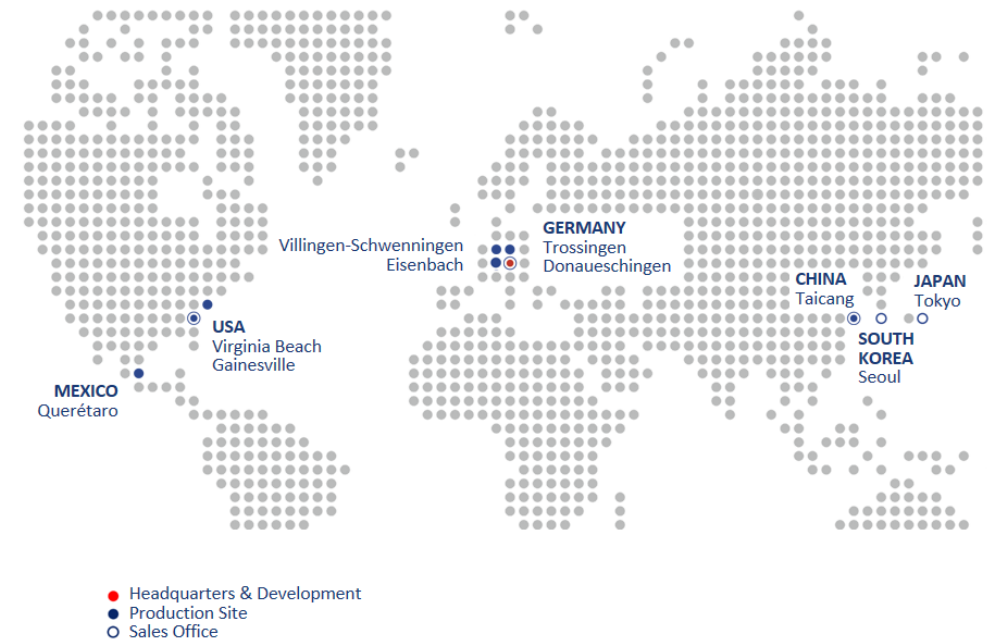 Villingen-Schwenningen
Eisenbach
GERMANY
Trossingen
Donaueschingen
CHINA
Taicang
JAPAN
Tokyo
USA
Virginia Beach
Gainesville
SOUTH
KOREA
Seoul
MEXICO
Querétaro
Headquarters & Development
Production Site
Sales Office